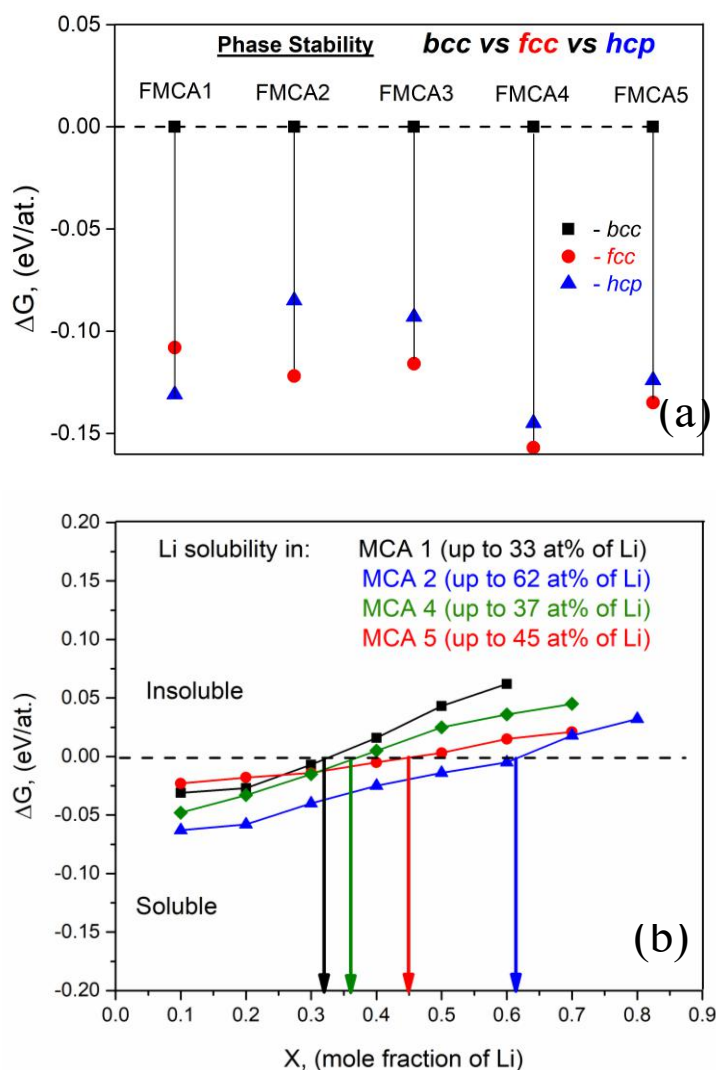 Phase Stability bcc vs fcc vs hcp
FMCA1 FMCA2 FMCA3 FMCA4 FMCA5
0.05
0.00
-0.05
-0.10
-0.15
ΔG, (eV/at.)
- bcc
- fcc
- hcp
(a)
Li solubility in: MCA 1 (up to 33 at% of Li)
MCA 2 (up to 62 at% of Li)
MCA 4 (up to 37 at% of Li)
MCA 5 (up to 45 at% of Li)
Insoluble
Soluble
0.20
0.15
0.10
0.05
0.00
-0.05
-0.10
-0.15
-0.20
ΔG, (eV/at.)
(b)
0.0 0.1 0.2 0.3 0.4 0.5 0.6 0.7 0.8 0.9
X, (mole fraction of Li)